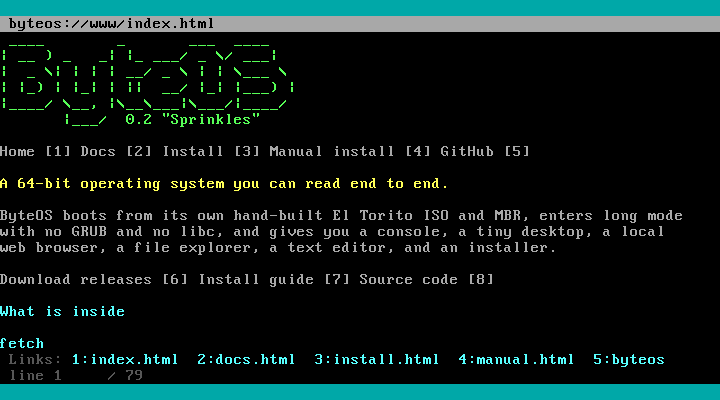 byteos://www/index.html
ByteOS
0.2 "Sprinkles"
Home [1] Docs [2] Install [3] Manual install [4] GitHub [5]
A 64-bit operating system you can read end to end.
ByteOS boots from its own hand-built El Torito ISO and MBR, enters long mode
with no GRUB and no libc, and gives you a console, a tiny desktop, a local
web browser, a file explorer, a text editor, and an installer.
Download releases [6] Install guide [7] Source code [8]
What is inside
fetch
Links: 1:index.html 2:docs.html 3:install.html 4:manual.html 5:byteos
line 1 / 79